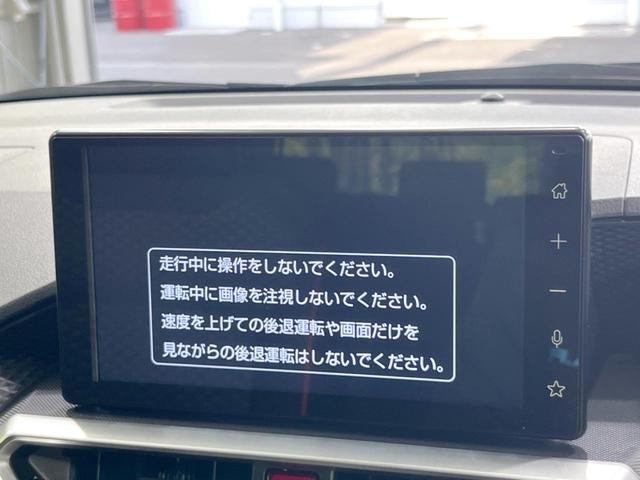 走行中に操作をしないでください。
運転中に画像を注視しないでください。
速度を上げての後退運転や画面だけを
見ながらの後退運転はしないでください。